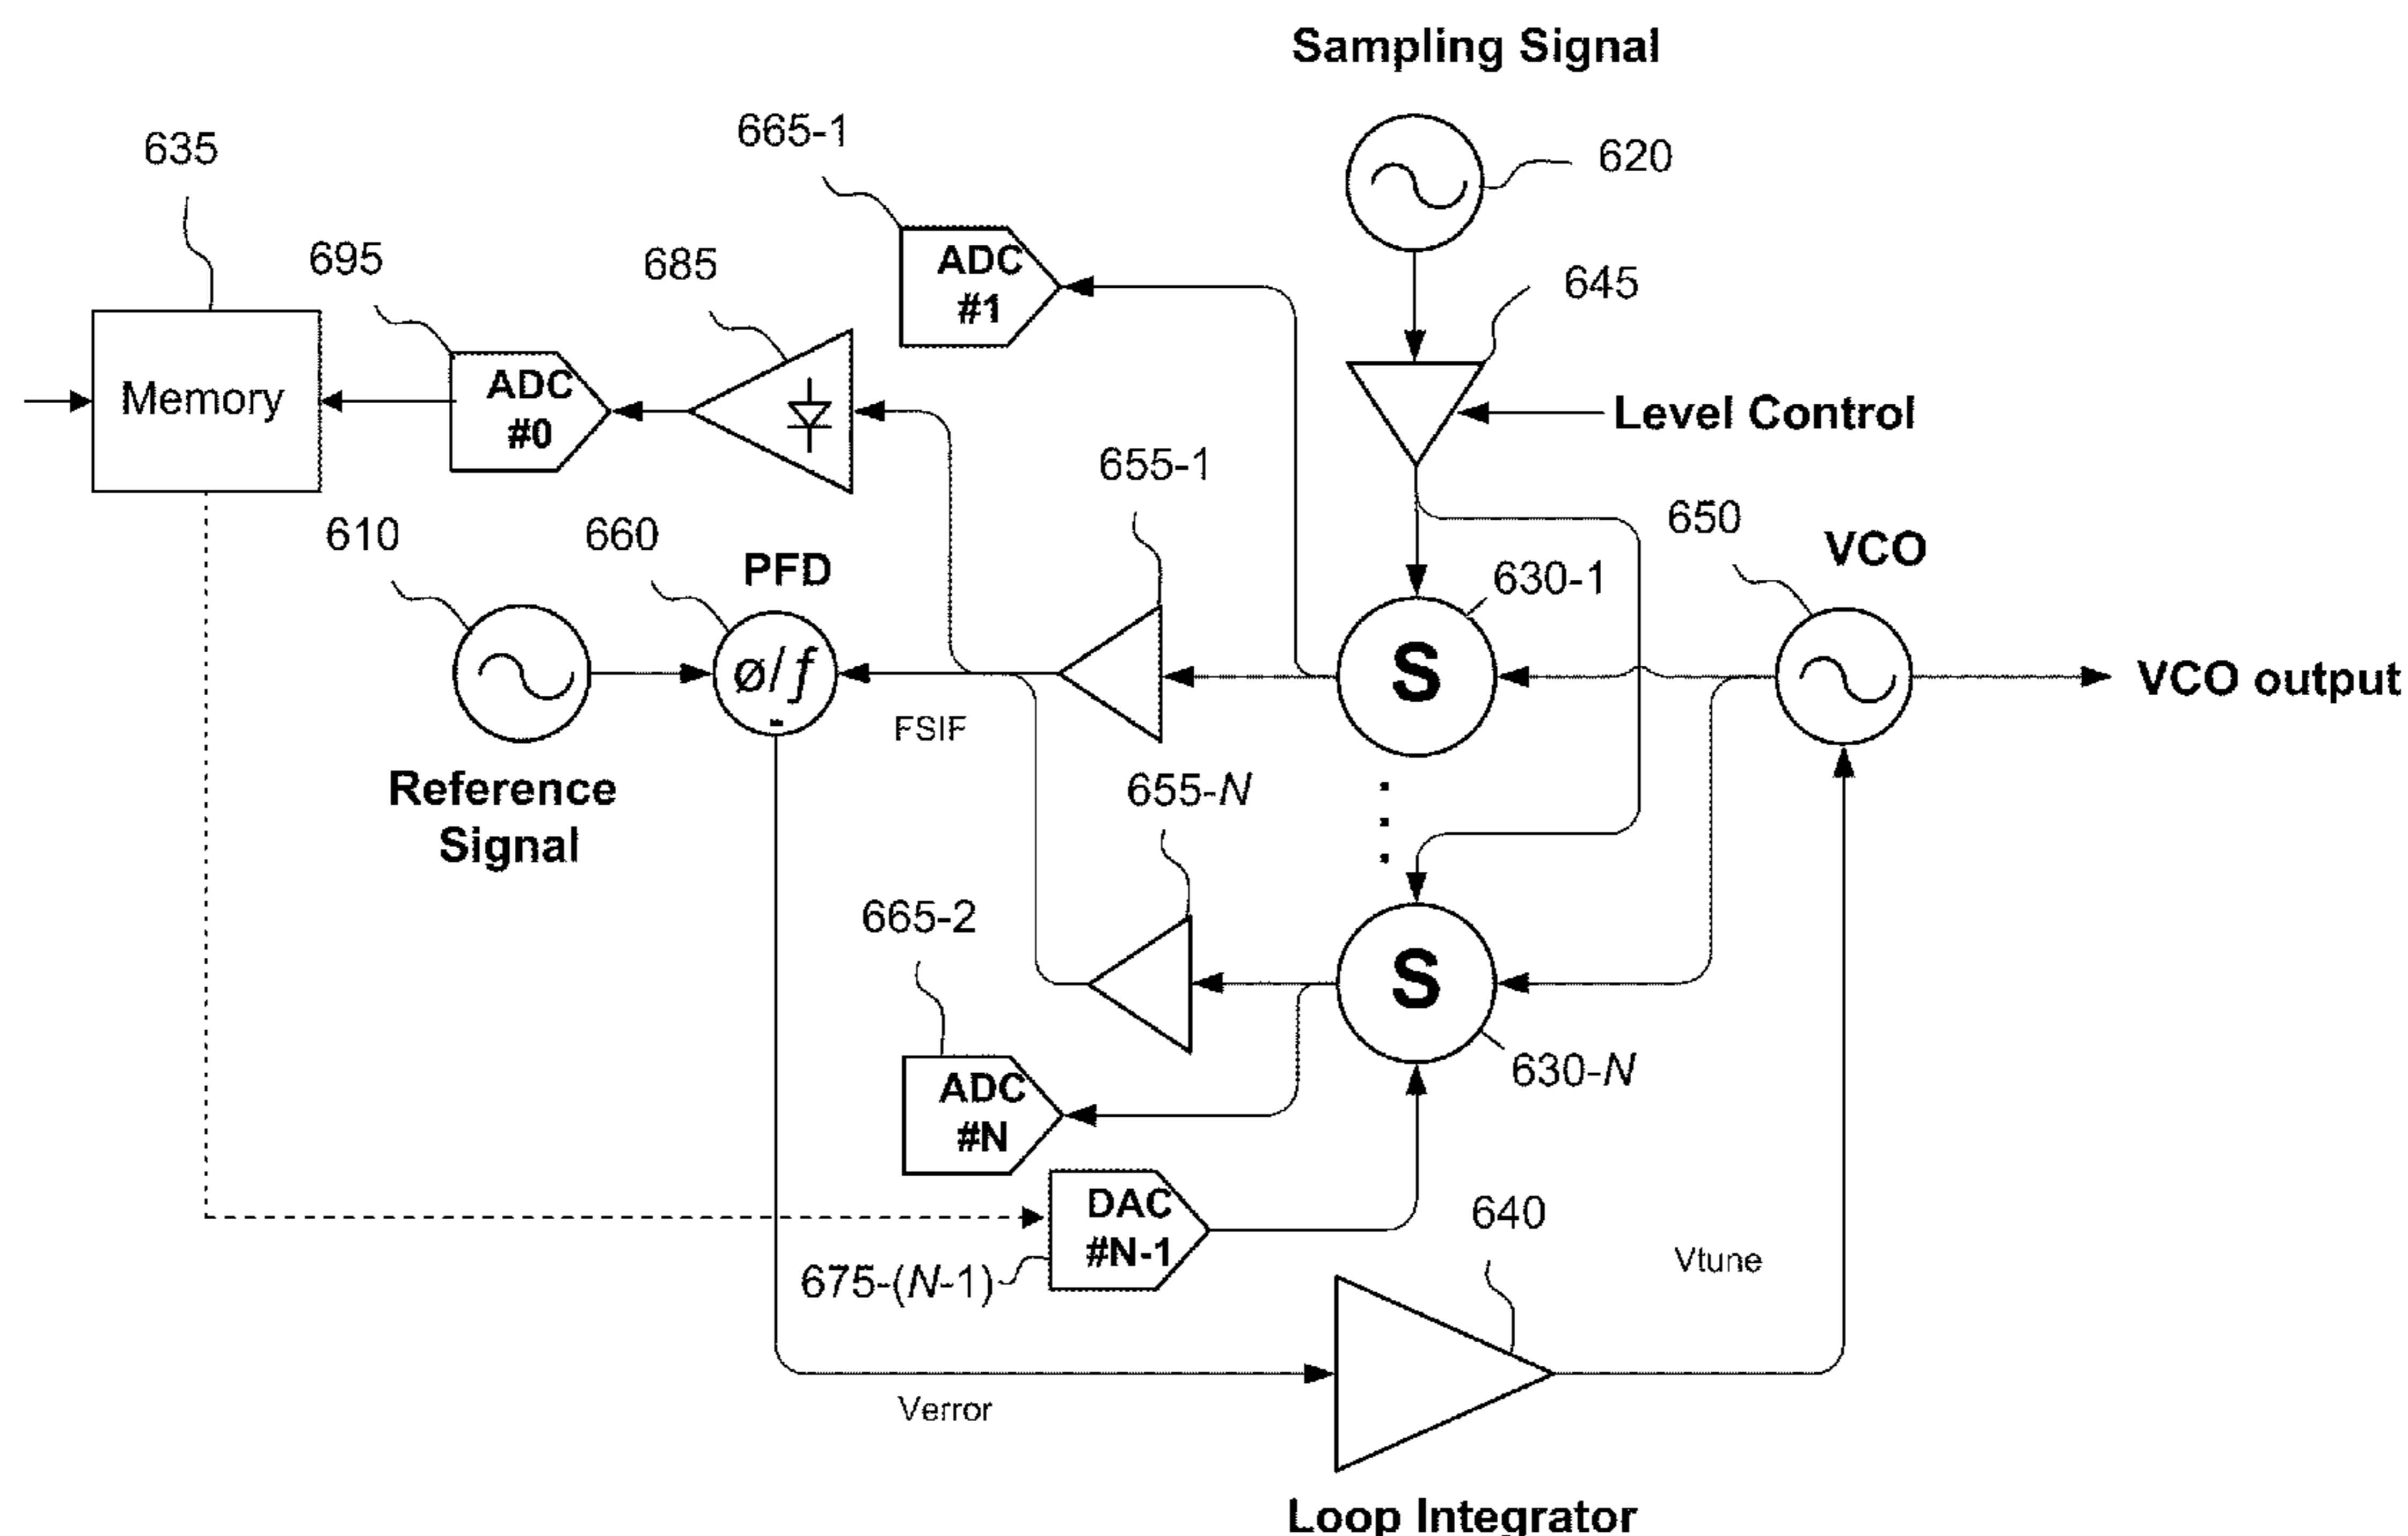 Sampling Signal
665-1
635
620
695
685
ADC
#1
645
ADC
#0
Memory
Level Control
655-1
610
660
PFD
650
VCO
630-1
ø/f
-
S
VCO output
FSIF
Reference
Signal
655-N
665-2
S
630-N
ADC
#N
DAC
#N-1
675-(N-1)
640
Vtune
Verror
Loop Integrator